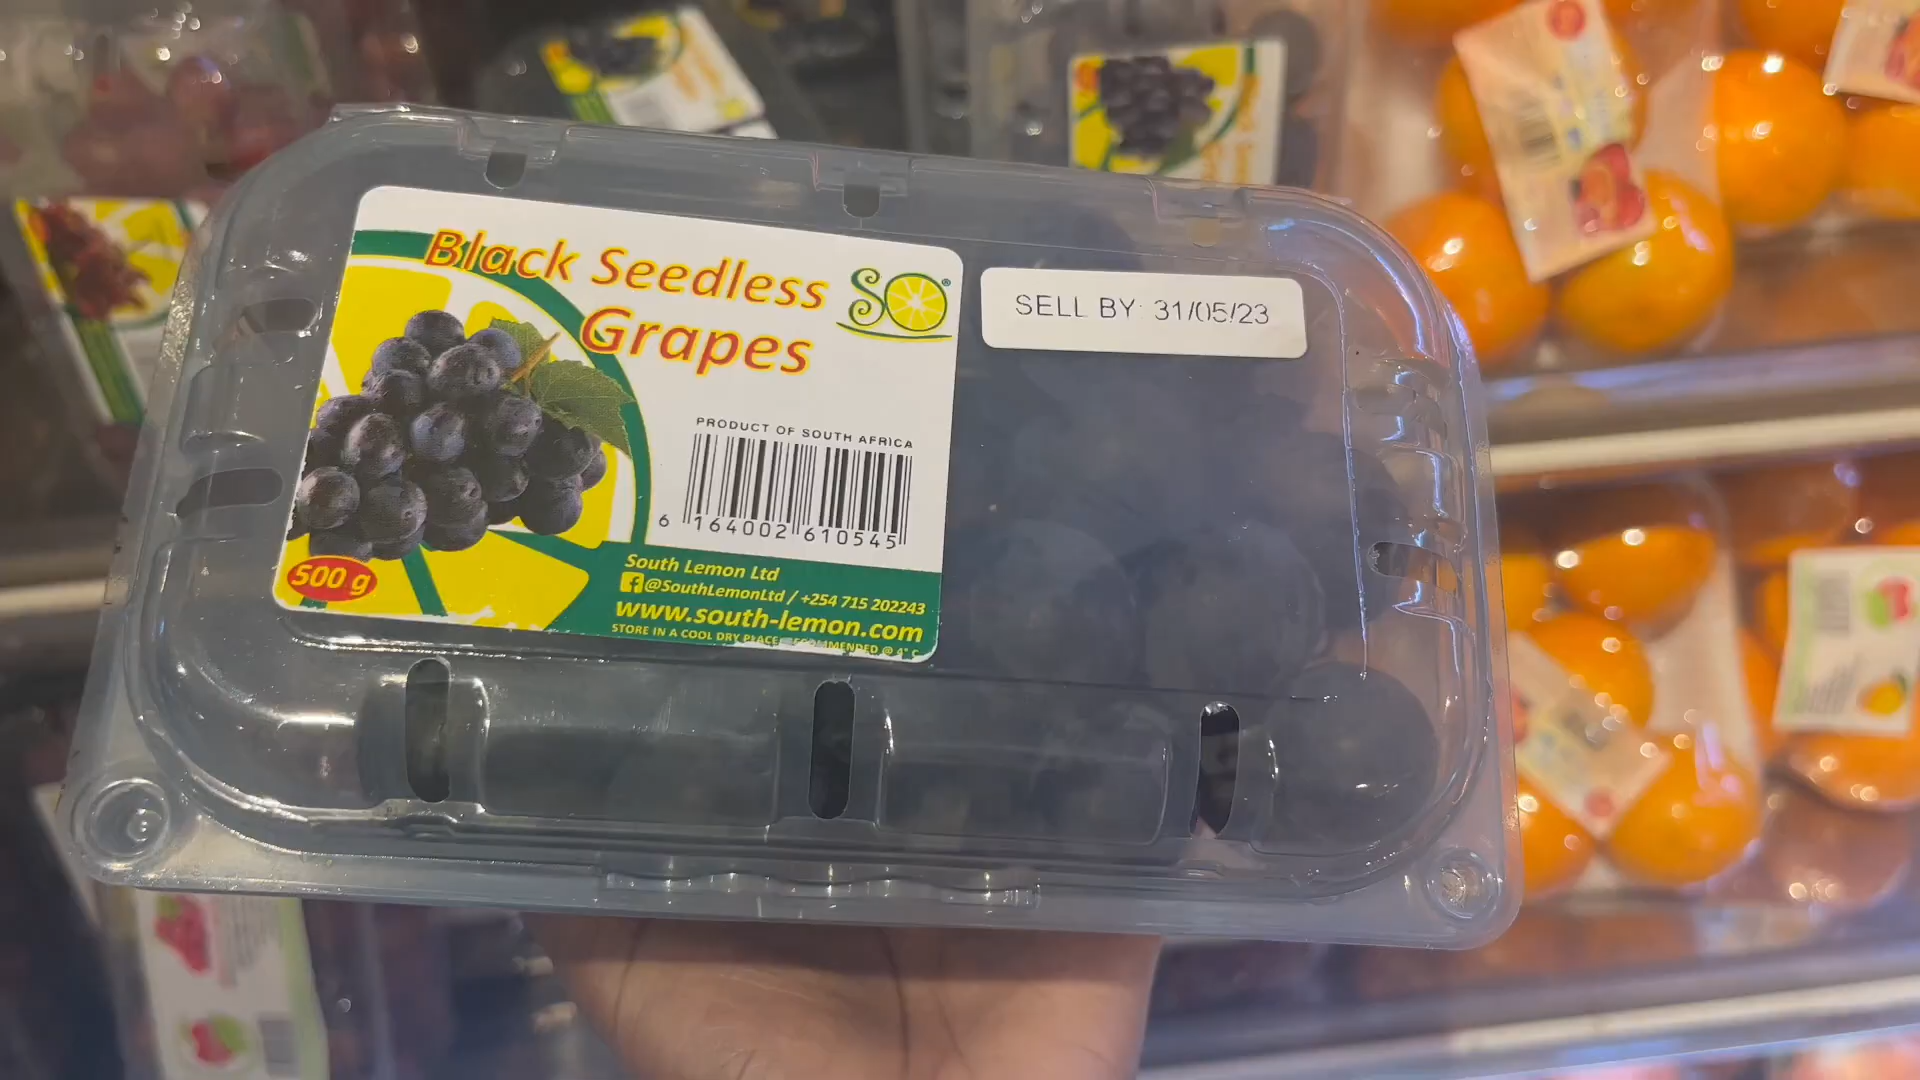 Black Seedless
Grapes
SO
SELL BY: 31/05/23
PRODUCT OF SOUTH AFRICA
6 164002 610545
500 g
South Lemon Ltd
@SouthLemonLtd / +254 715 202243
www.south-lemon.com
STORE IN A COOL DRY PLACE @ 4° C